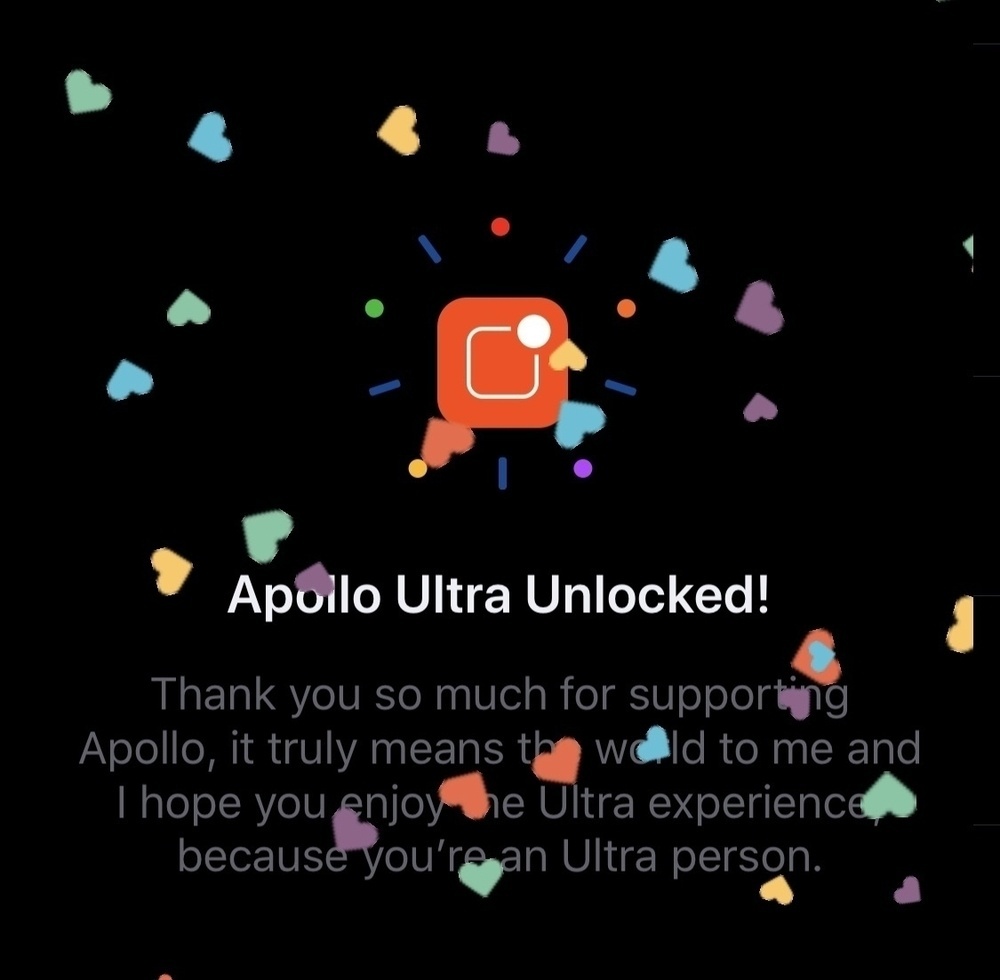 Apollo Ultra Unlocked!
Thank you so much for supporting
Apollo, it truly means the world to me and
I hope you enjoy the Ultra experience,
because you’re an Ultra person.